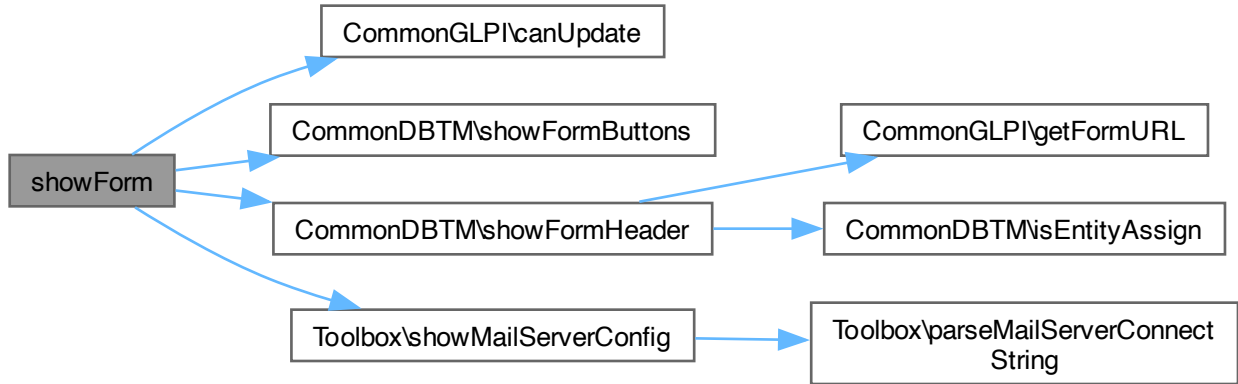 CommonGLPI\canUpdate
CommonDBTM\showFormButtons
CommonGLPI\getFormURL
showForm
CommonDBTM\showFormHeader
CommonDBTM\isEntityAssign
Toolbox\showMailServerConfig
Toolbox\parseMailServerConnect
String